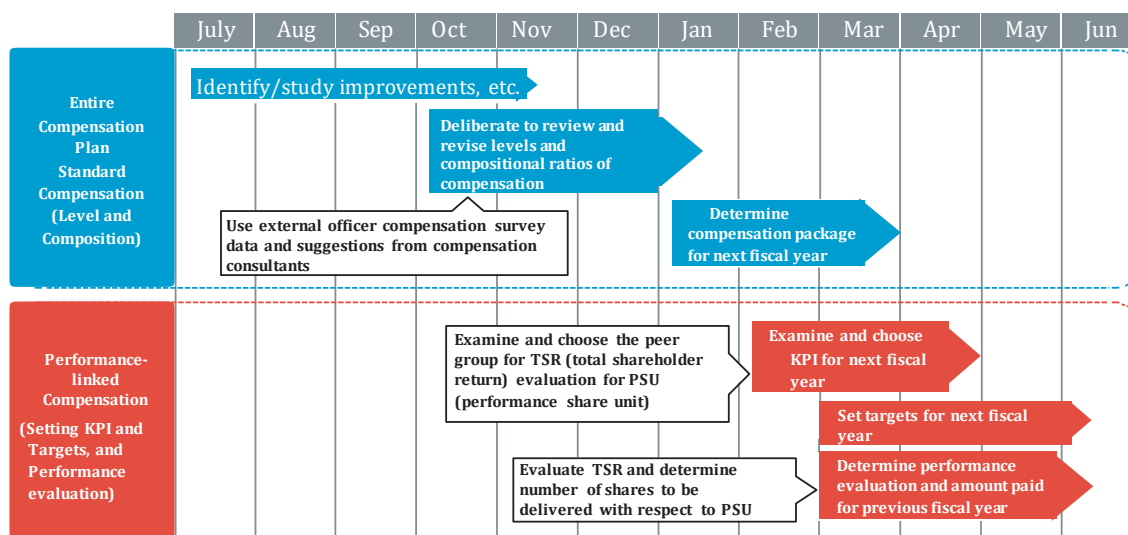 July Aug Sep Oct Nov Dec Jan Feb Mar Apr May Jun
Entire
Compensation
Plan
Standard
Compensation
(Level and
Composition)
Identify/study improvements, etc.
Deliberate to review and
revise levels and
compositional ratios of
compensation
Use external officer compensation survey
data and suggestions from compensation
consultants
Determine
compensation package
for next fiscal year
Performance-
linked
Compensation
(Setting KPI and
Targets, and
Performance
evaluation)
Examine and choose the peer
group for TSR (total shareholder
return) evaluation for PSU
(performance share unit)
Examine and choose
KPI for next fiscal
year
Set targets for next fiscal
year
Evaluate TSR and determine
number of shares to be
delivered with respect to PSU
Determine performance
evaluation and amount paid
for previous fiscal year